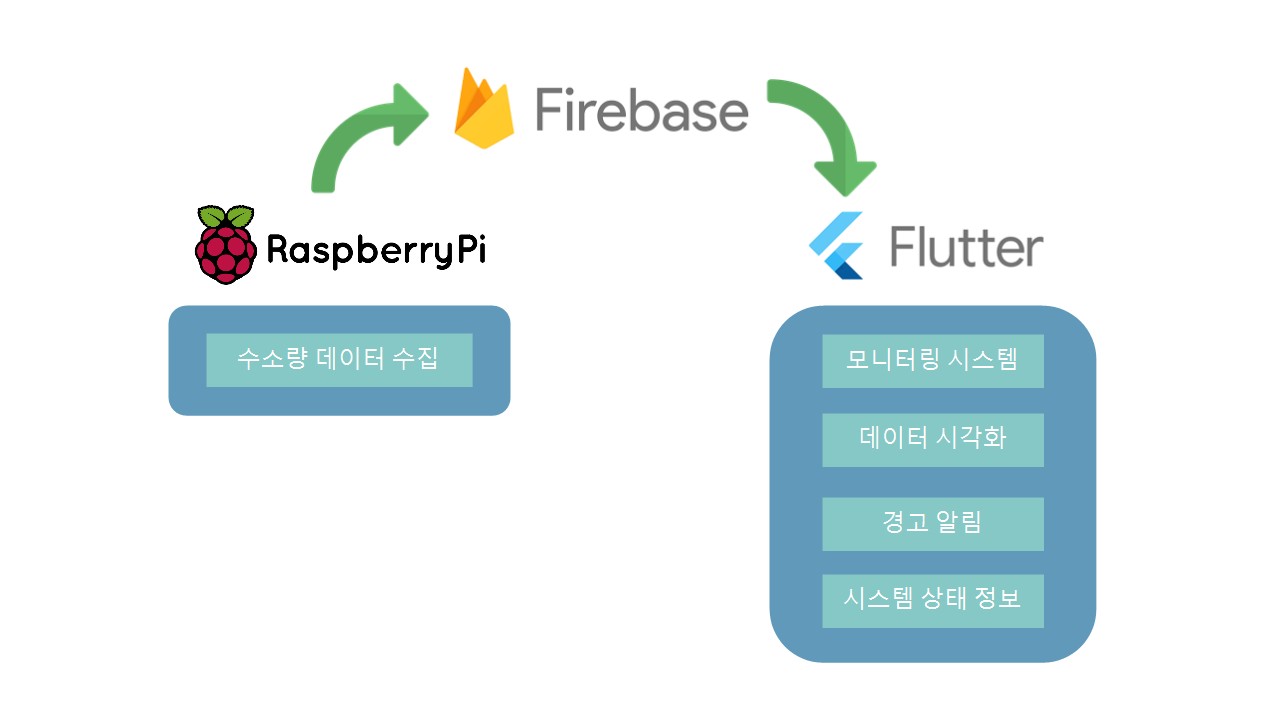 Firebase
RaspberryPi
Flutter
수소량 데이터 수집
모니터링 시스템
데이터 시각화
경고 알림
시스템 상태 정보